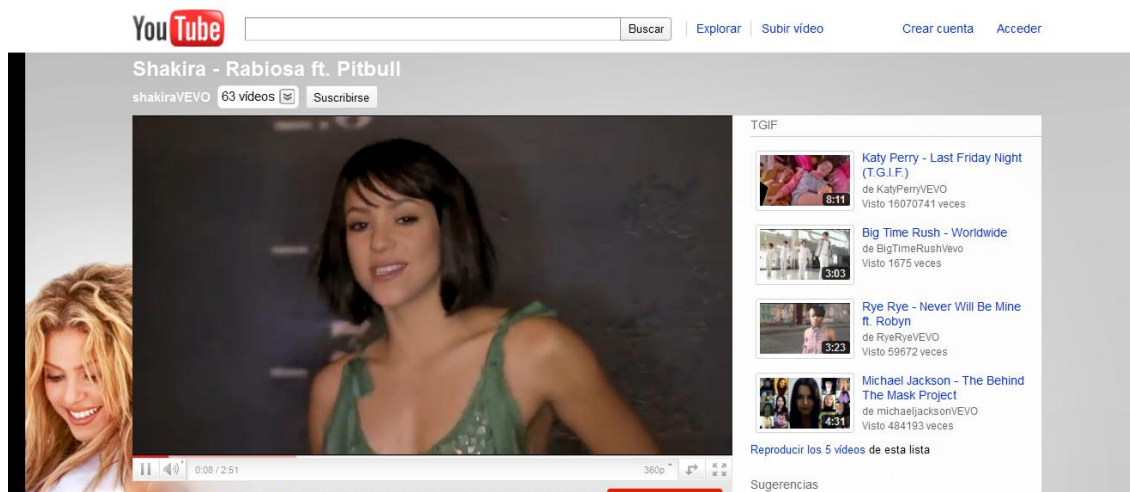 You Tube
Buscar Explorar Subir vídeo Crear cuenta Acceder
Shakira - Rabiosa ft. Pitbull
shakiraVEVO 63 vídeos Suscribirse
TGIF
Katy Perry - Last Friday Night
(T.G.I.F.)
de KatyPerryVEVO
Visto 16070741 veces
8:11
Big Time Rush - Worldwide
de BigTimeRushVevo
Visto 1675 veces
3:03
Rye Rye - Never Will Be Mine
ft. Robyn
de RyeRyeVEVO
Visto 59672 veces
3:23
Michael Jackson - The Behind
The Mask Project
de michaeljacksonVEVO
Visto 484193 veces
4:31
Reproducir los 5 vídeos de esta lista
0:08 / 2:51 360p
Sugerencias